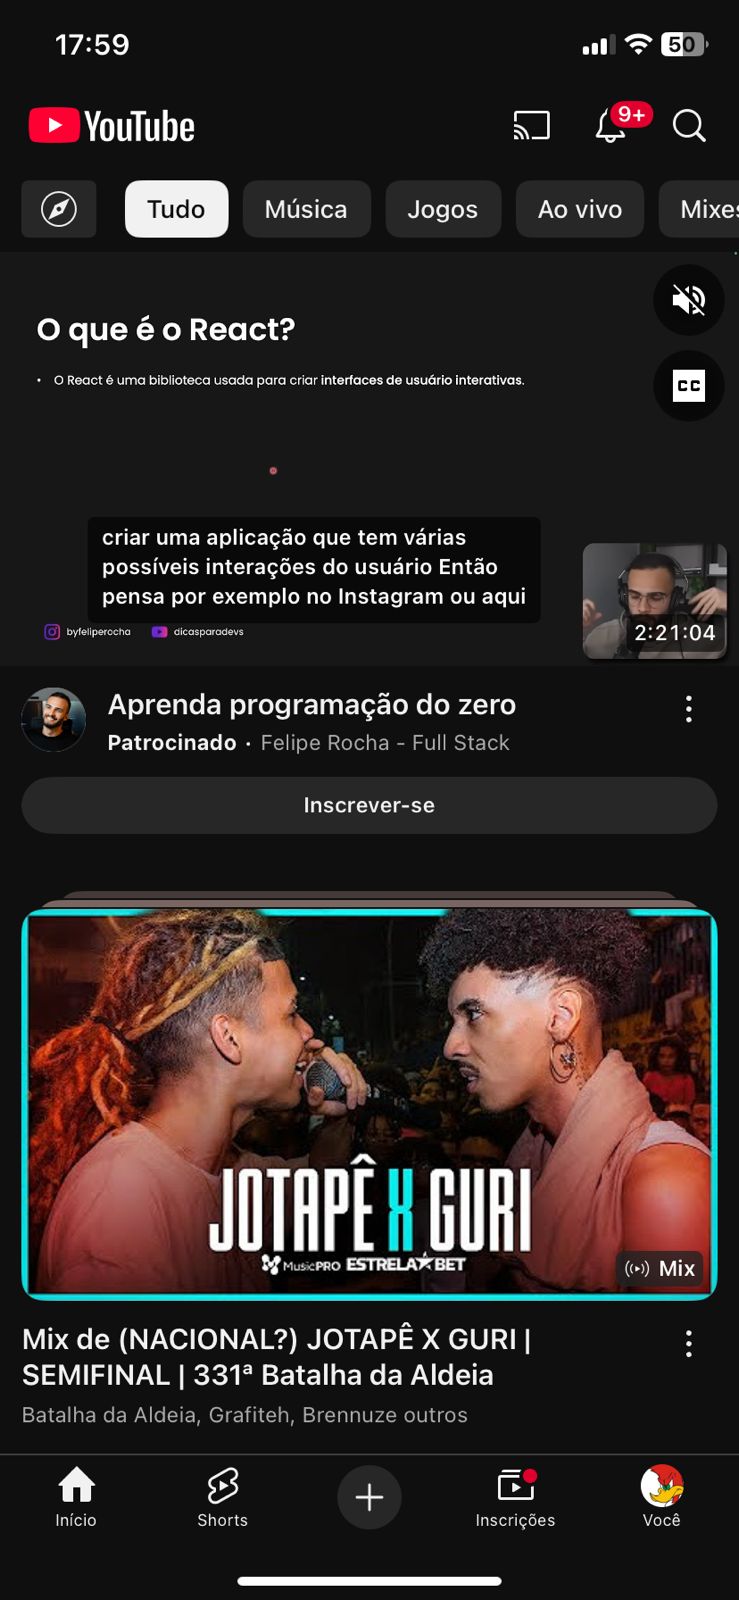 17:59
50
YouTube
9+
Tudo
Música
Jogos
Ao vivo
Mixes
O que é o React?
• O React é uma biblioteca usada para criar interfaces de usuário interativas.
CC
criar uma aplicação que tem várias
possíveis interações do usuário Então
pensa por exemplo no Instagram ou aqui
byfeliperocha
dicasparadevs
2:21:04
Aprenda programação do zero
Patrocinado · Felipe Rocha - Full Stack
Inscrever-se
JOTAPÊ X GURI
MusicPRO ESTRELABET
Mix
Mix de (NACIONAL?) JOTAPÊ X GURI |
SEMIFINAL | 331ª Batalha da Aldeia
Batalha da Aldeia, Grafiteh, Brennuze outros
Início
Shorts
Inscrições
Você